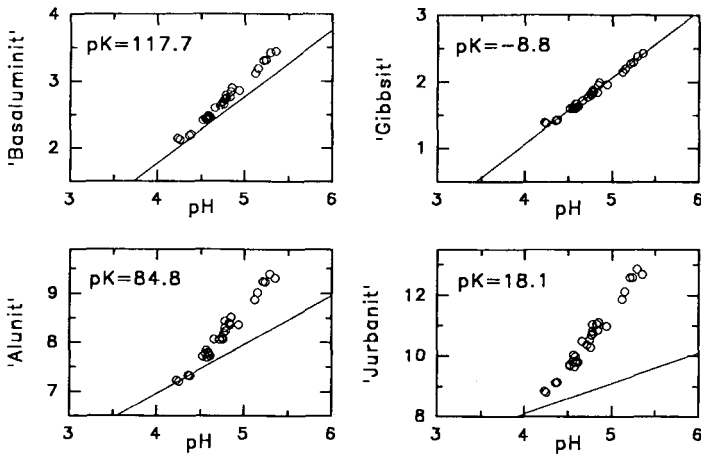 'Basaluminit'
pK=117.7
4
3
2
3 4 5 6
pH
'Gibbsit'
pK=-8.8
3
2
1
3 4 5 6
pH
'Alunit'
pK=84.8
9
8
7
3 4 5 6
pH
'Jurbanit'
pK=18.1
12
10
8
3 4 5 6
pH